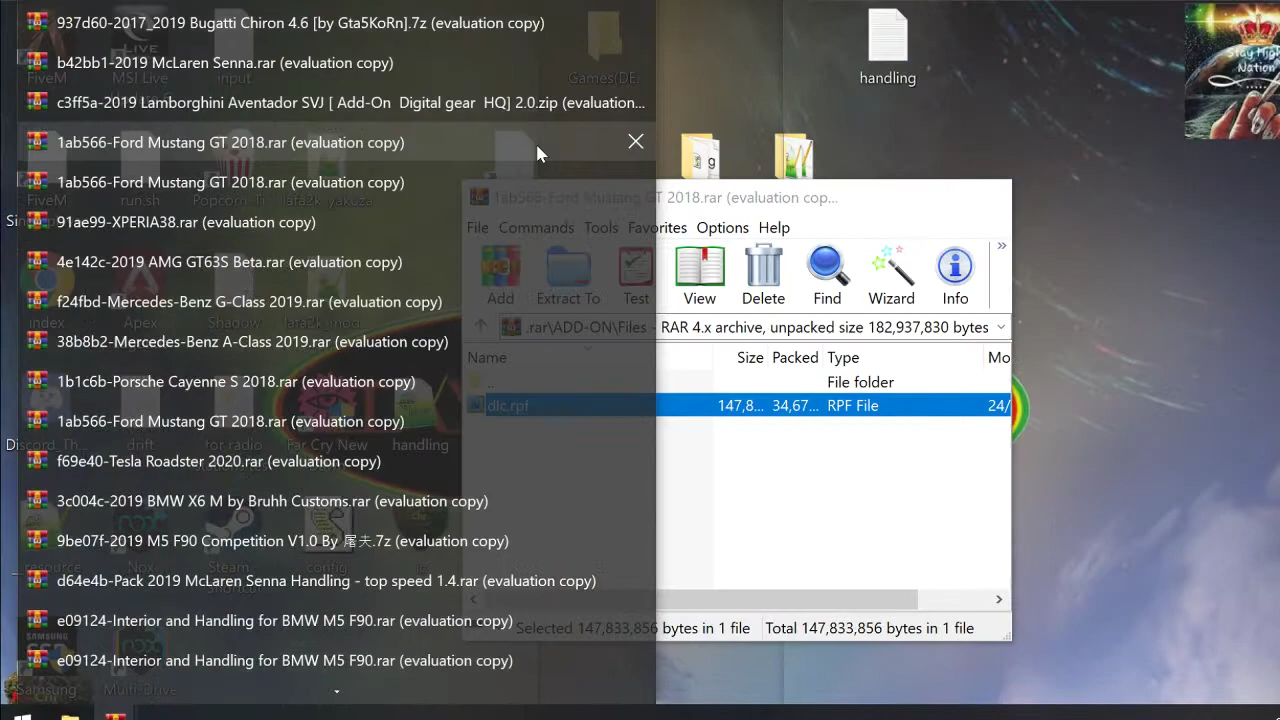 937d60-2017_2019 Bugatti Chiron 4.6 [by Gta5KoRn].7z (evaluation copy)
b42bb1-2019 McLaren Senna.rar (evaluation copy)
c3ff5a-2019 Lamborghini Aventador SVJ [ Add-On Digital gear HQ] 2.0.zip (evaluation...
1ab566-Ford Mustang GT 2018.rar (evaluation copy)
1ab566-Ford Mustang GT 2018.rar (evaluation copy)
91ae99-XPERIA38.rar (evaluation copy)
4e142c-2019 AMG GT63S Beta.rar (evaluation copy)
f24fbd-Mercedes-Benz G-Class 2019.rar (evaluation copy)
38b8b2-Mercedes-Benz A-Class 2019.rar (evaluation copy)
1b1c6b-Porsche Cayenne S 2018.rar (evaluation copy)
1ab566-Ford Mustang GT 2018.rar (evaluation copy)
f69e40-Tesla Roadster 2020.rar (evaluation copy)
3c004c-2019 BMW X6 M by Bruhh Customs.rar (evaluation copy)
9be07f-2019 M5 F90 Competition V1.0 By 屠夫.7z (evaluation copy)
d64e4b-Pack 2019 McLaren Senna Handling - top speed 1.4.rar (evaluation copy)
e09124-Interior and Handling for BMW M5 F90.rar (evaluation copy)
e09124-Interior and Handling for BMW M5 F90.rar (evaluation copy)
FiveM
MSI Live
input
Games(DE
handling
Stay High
Nation
FiveM
index
Apex
Shadow
drift
tor radio
Far Cry New
handling
resource
Nox
Steam
config
Shortcut
SAMSUNG
SSD
Samsung
Multi-Drive
1ab566-Ford Mustang GT 2018.rar (evaluation cop...
File Commands Tools Favorites Options Help
Add Extract To Test View Delete Find Wizard Info
.rar\ADD-ON\Files - RAR 4.x archive, unpacked size 182,937,830 bytes
Name Size Packed Type Mo
.. File folder
dlc.rpf 147,8... 34,67... RPF File 24/
Selected 147,833,856 bytes in 1 file Total 147,833,856 bytes in 1 file